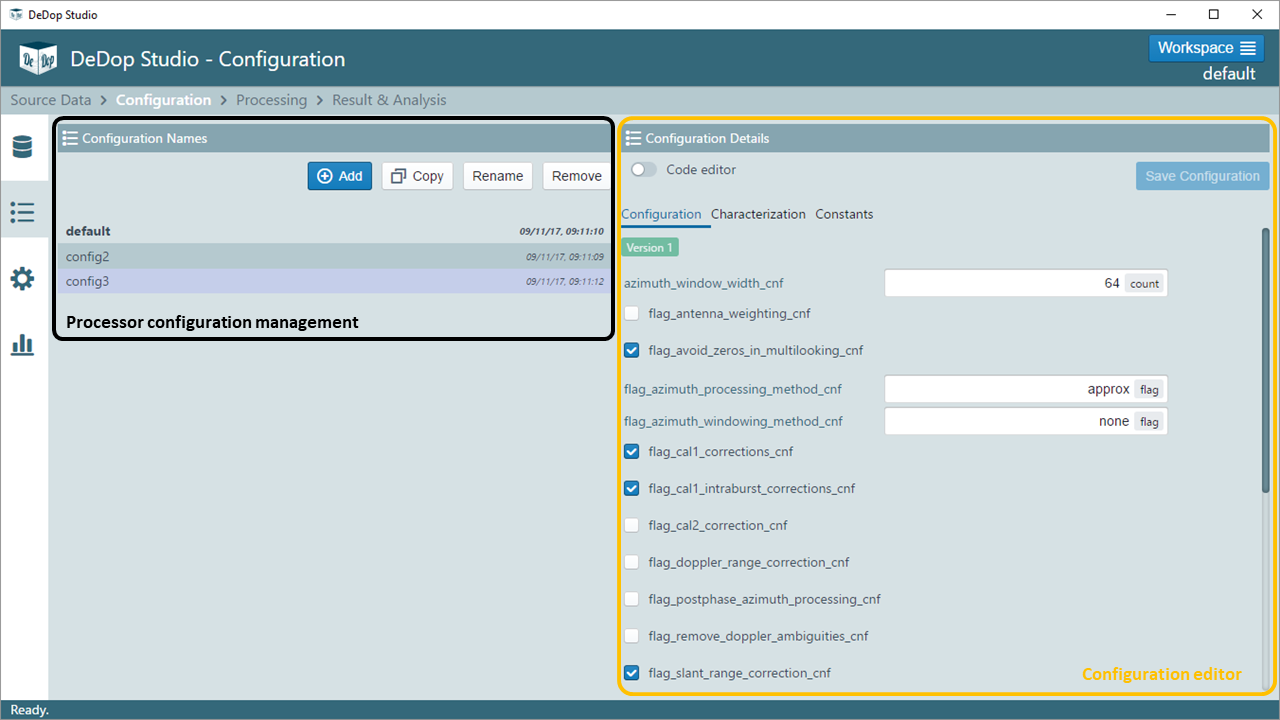 DeDop Studio
De Dop
DeDop Studio - Configuration
Workspace
default
Source Data > Configuration > Processing > Result & Analysis
Configuration Names
Add Copy Rename Remove
default 09/11/17, 09:11:10
config2 09/11/17, 09:11:09
config3 09/11/17, 09:11:12
Processor configuration management
Configuration Details
Code editor
Save Configuration
Configuration Characterization Constants
Version 1
azimuth_window_width_cnf 64 count
flag_antenna_weighting_cnf
flag_avoid_zeros_in_multilooking_cnf
flag_azimuth_processing_method_cnf approx flag
flag_azimuth_windowing_method_cnf none flag
flag_cal1_corrections_cnf
flag_cal1_intraburst_corrections_cnf
flag_cal2_correction_cnf
flag_doppler_range_correction_cnf
flag_postphase_azimuth_processing_cnf
flag_remove_doppler_ambiguities_cnf
flag_slant_range_correction_cnf
Configuration editor
Ready.